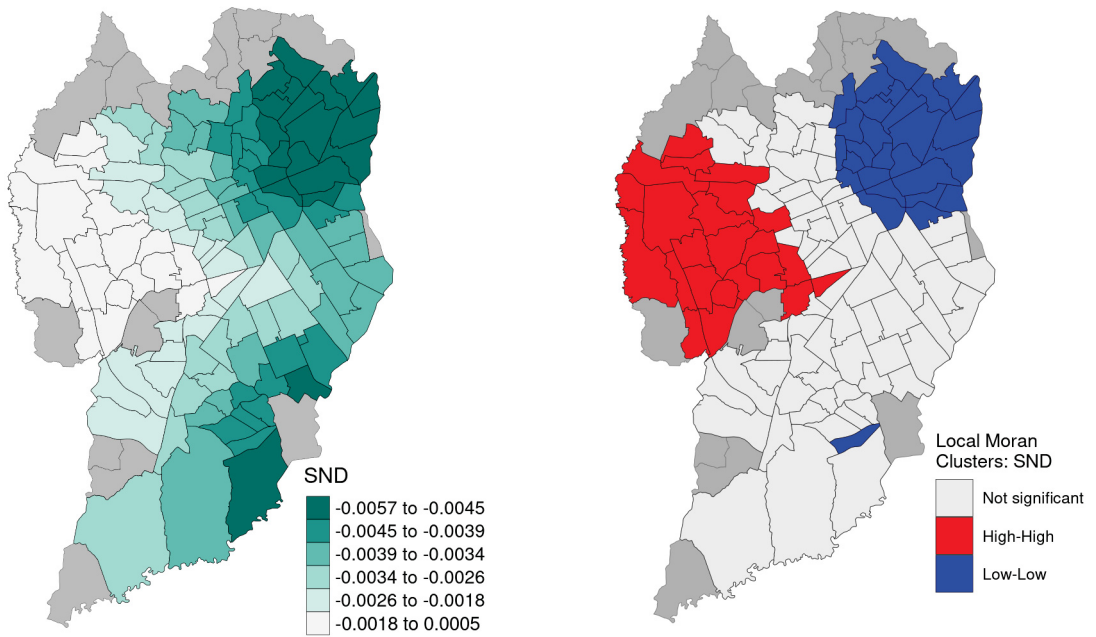 SND
-0.0057 to -0.0045
-0.0045 to -0.0039
-0.0039 to -0.0034
-0.0034 to -0.0026
-0.0026 to -0.0018
-0.0018 to 0.0005
Local Moran
Clusters: SND
Not significant
High-High
Low-Low